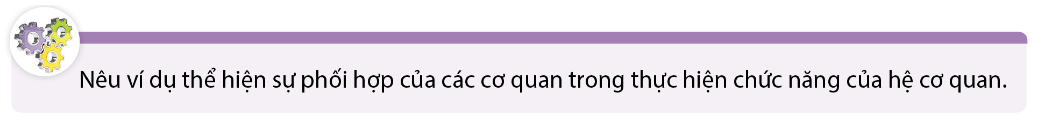 Nêu ví dụ thể hiện sự phối hợp của các cơ quan trong thực hiện chức năng của hệ cơ quan.